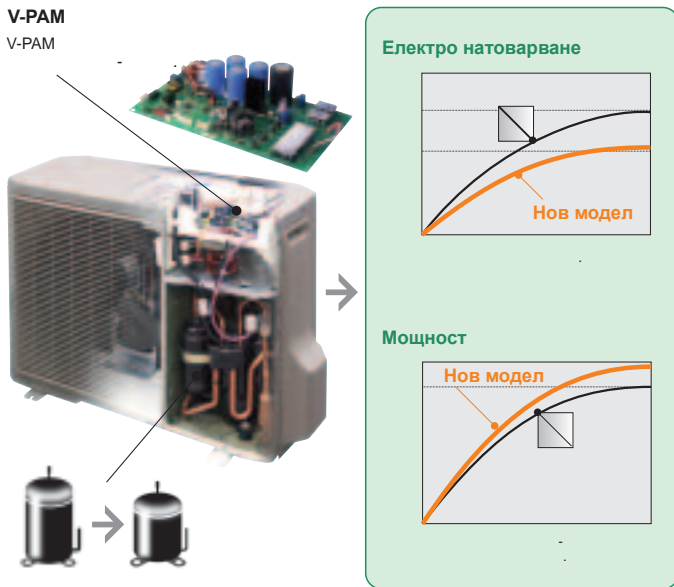 V-PAM
V-PAM
-
.
Електро натоварване
Нов модел
.
Мощност
Нов модел
-
.